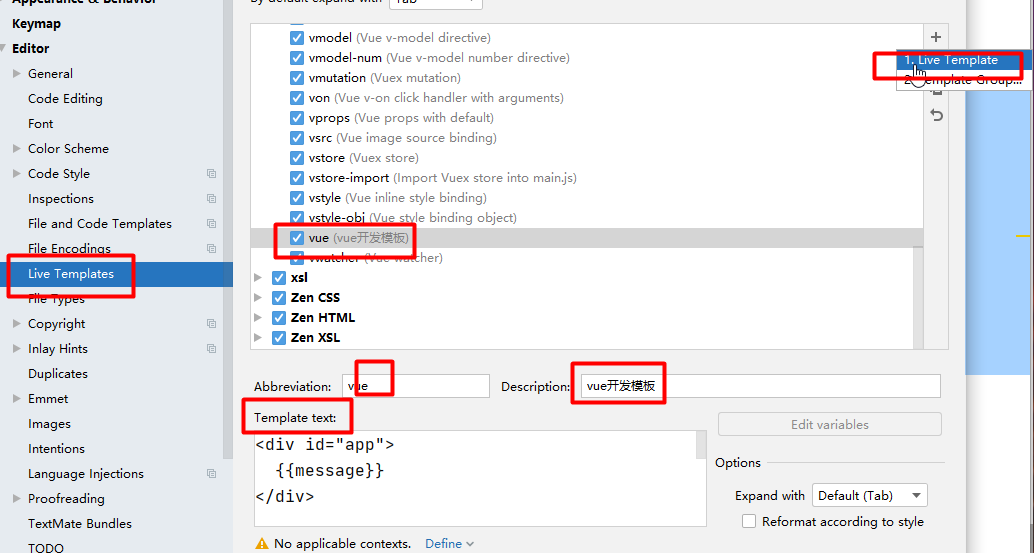 Appearance & Behavior
Keymap
Editor
General
Code Editing
Font
Color Scheme
Code Style
Inspections
File and Code Templates
File Encodings
Live Templates
File Types
Copyright
Inlay Hints
Duplicates
Emmet
Images
Intentions
Language Injections
Proofreading
TextMate Bundles
TODO
By default expand with Tab
vmodel (Vue v-model directive)
vmodel-num (Vue v-model number directive)
vmutation (Vuex mutation)
von (Vue v-on click handler with arguments)
vprops (Vue props with default)
vsrc (Vue image source binding)
vstore (Vuex store)
vstore-import (Import Vuex store into main.js)
vstyle (Vue inline style binding)
vstyle-obj (Vue style binding object)
vue (vue开发模板)
vwatcher (Vue watcher)
xsl
Zen CSS
Zen HTML
Zen XSL
1. Live Template
2. Template Group...
Abbreviation: vue Description: vue开发模板
Template text:
<div id="app">
{{message}}
</div>
Edit variables
Options
Expand with Default (Tab)
Reformat according to style
No applicable contexts. Define